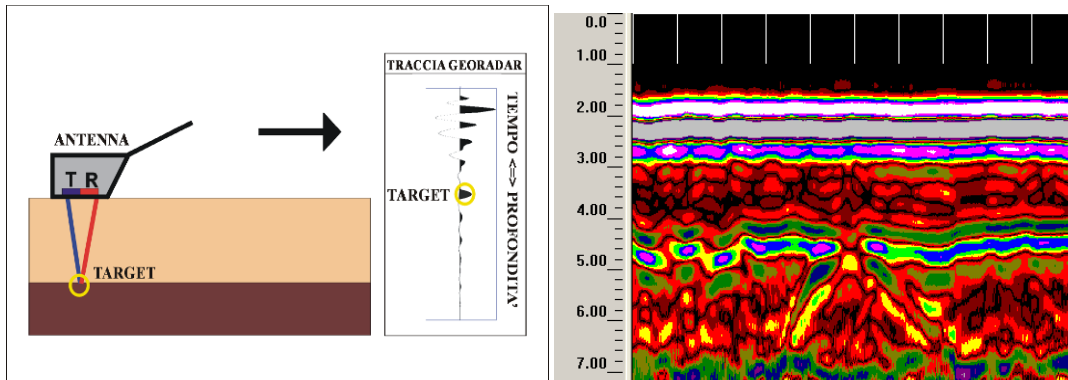 ANTENNA
T R
TARGET
TRACCIA GEORADAR
TARGET
TEMPO <=> PROFONDITA'
0.0
1.00
2.00
3.00
4.00
5.00
6.00
7.00